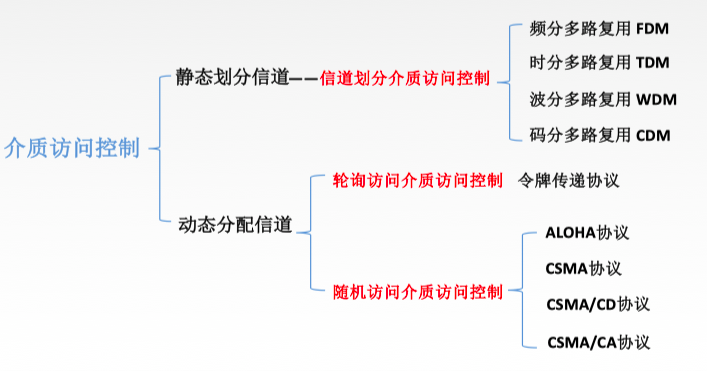 介质访问控制
静态划分信道——信道划分介质访问控制
频分多路复用 FDM
时分多路复用 TDM
波分多路复用 WDM
码分多路复用 CDM
动态分配信道
轮询访问介质访问控制 令牌传递协议
随机访问介质访问控制
ALOHA协议
CSMA协议
CSMA/CD协议
CSMA/CA协议